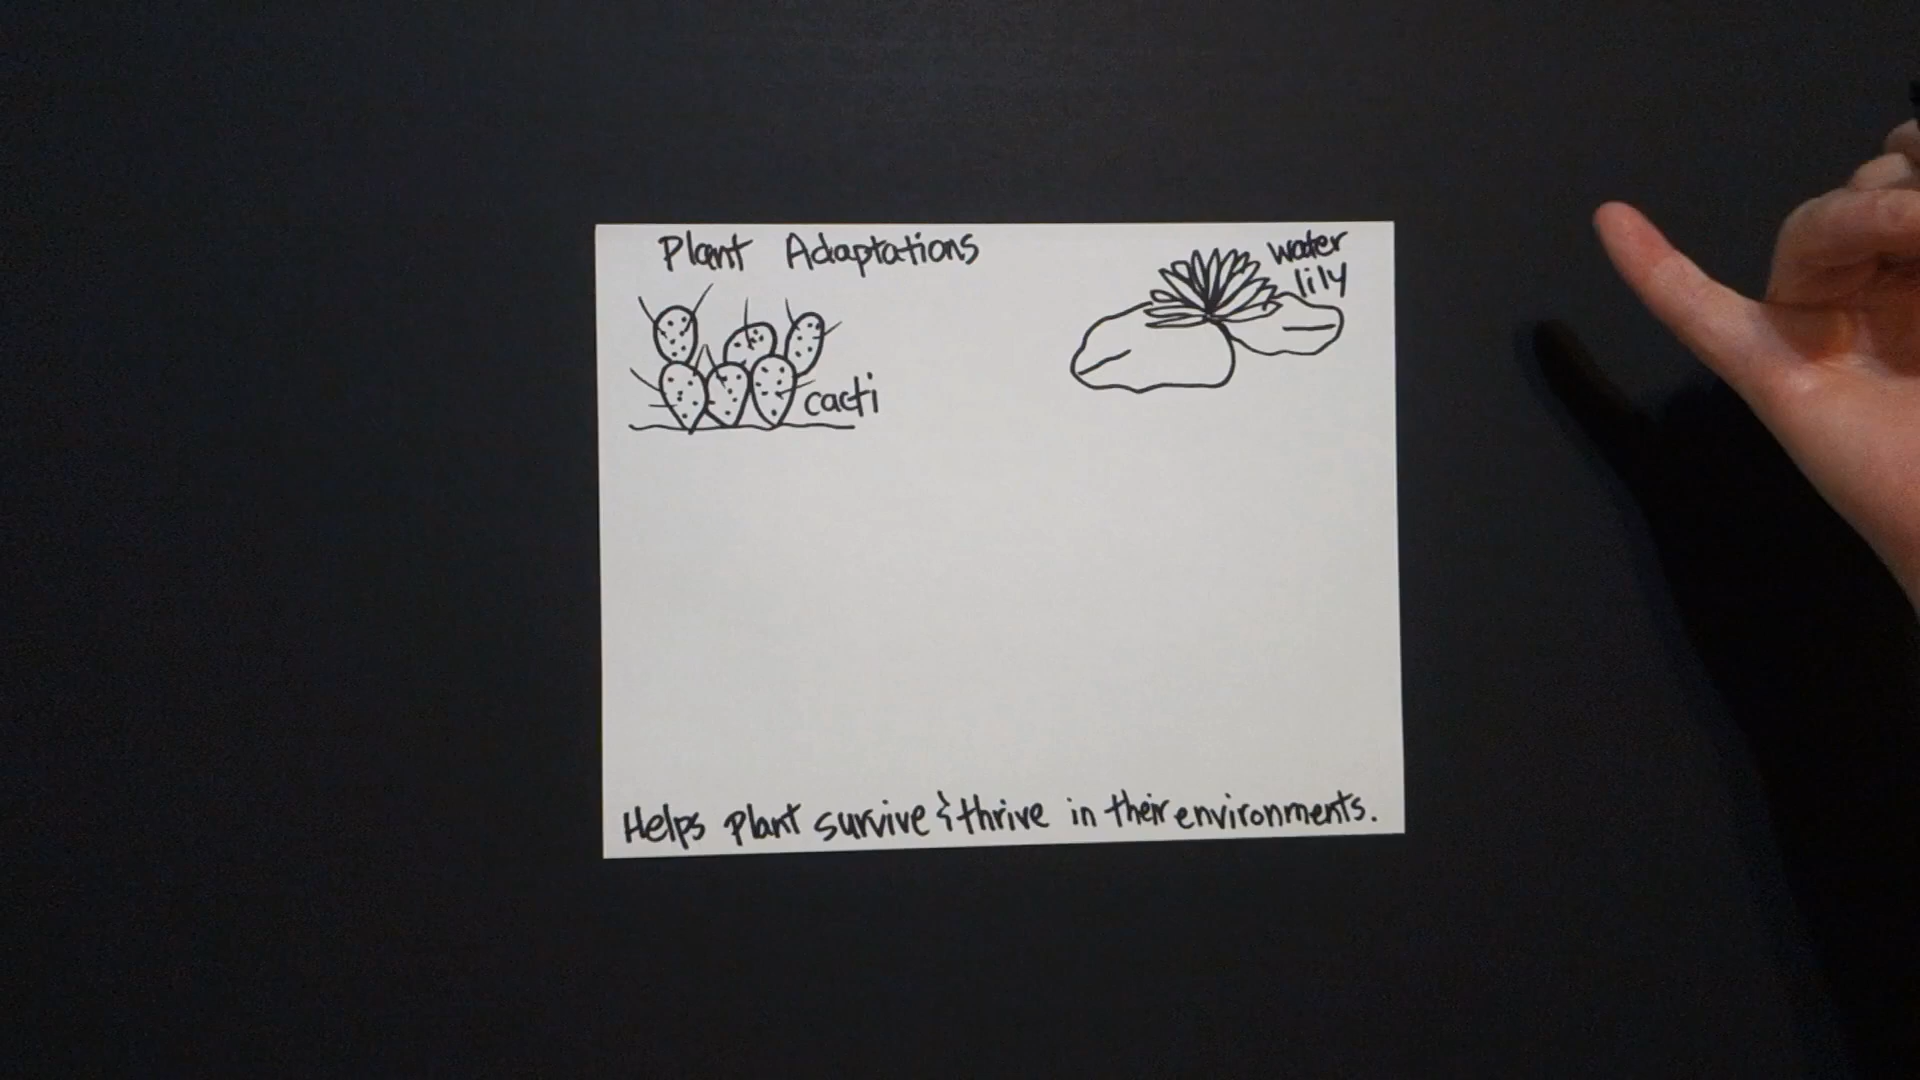 Plant Adaptations
water
lily
cacti
Helps plant survive & thrive in their environments.